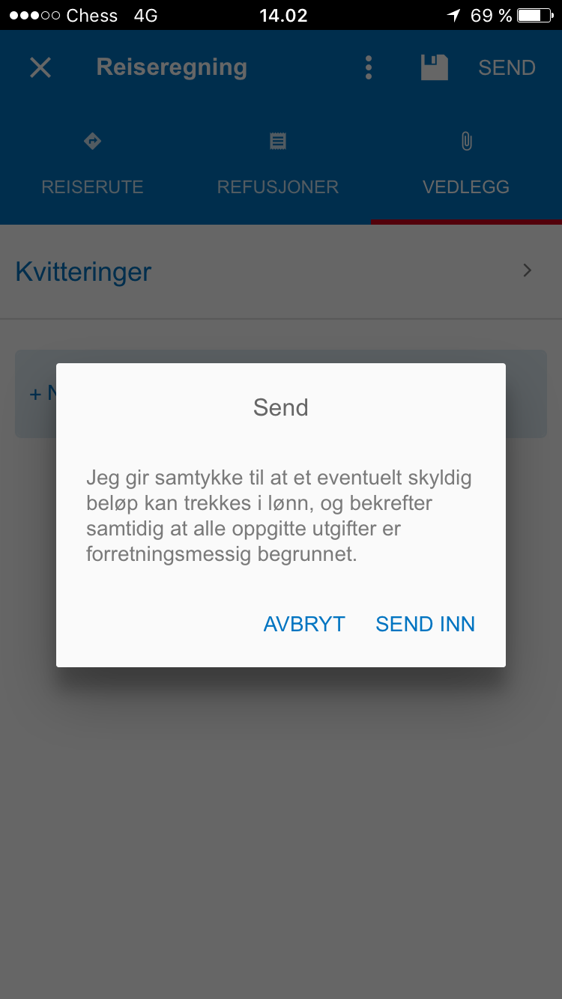 Chess 4G 14.02 69 %
Reiseregning SEND
REISERUTE REFUSJONER VEDLEGG
Kvitteringer
+
Send
Jeg gir samtykke til at et eventuelt skyldig
beløp kan trekkes i lønn, og bekrefter
samtidig at alle oppgitte utgifter er
forretningsmessig begrunnet.
AVBRYT SEND INN